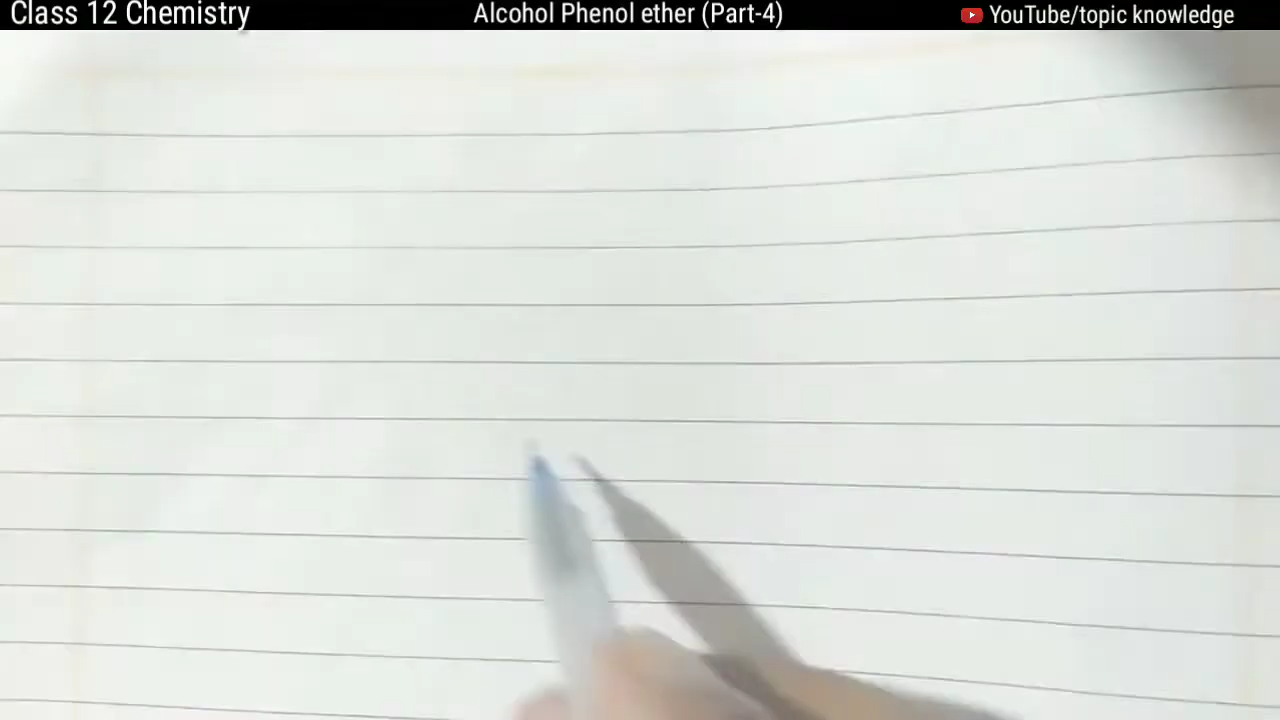 Class 12 Chemistry
Alcohol Phenol ether (Part-4)
YouTube/topic knowledge